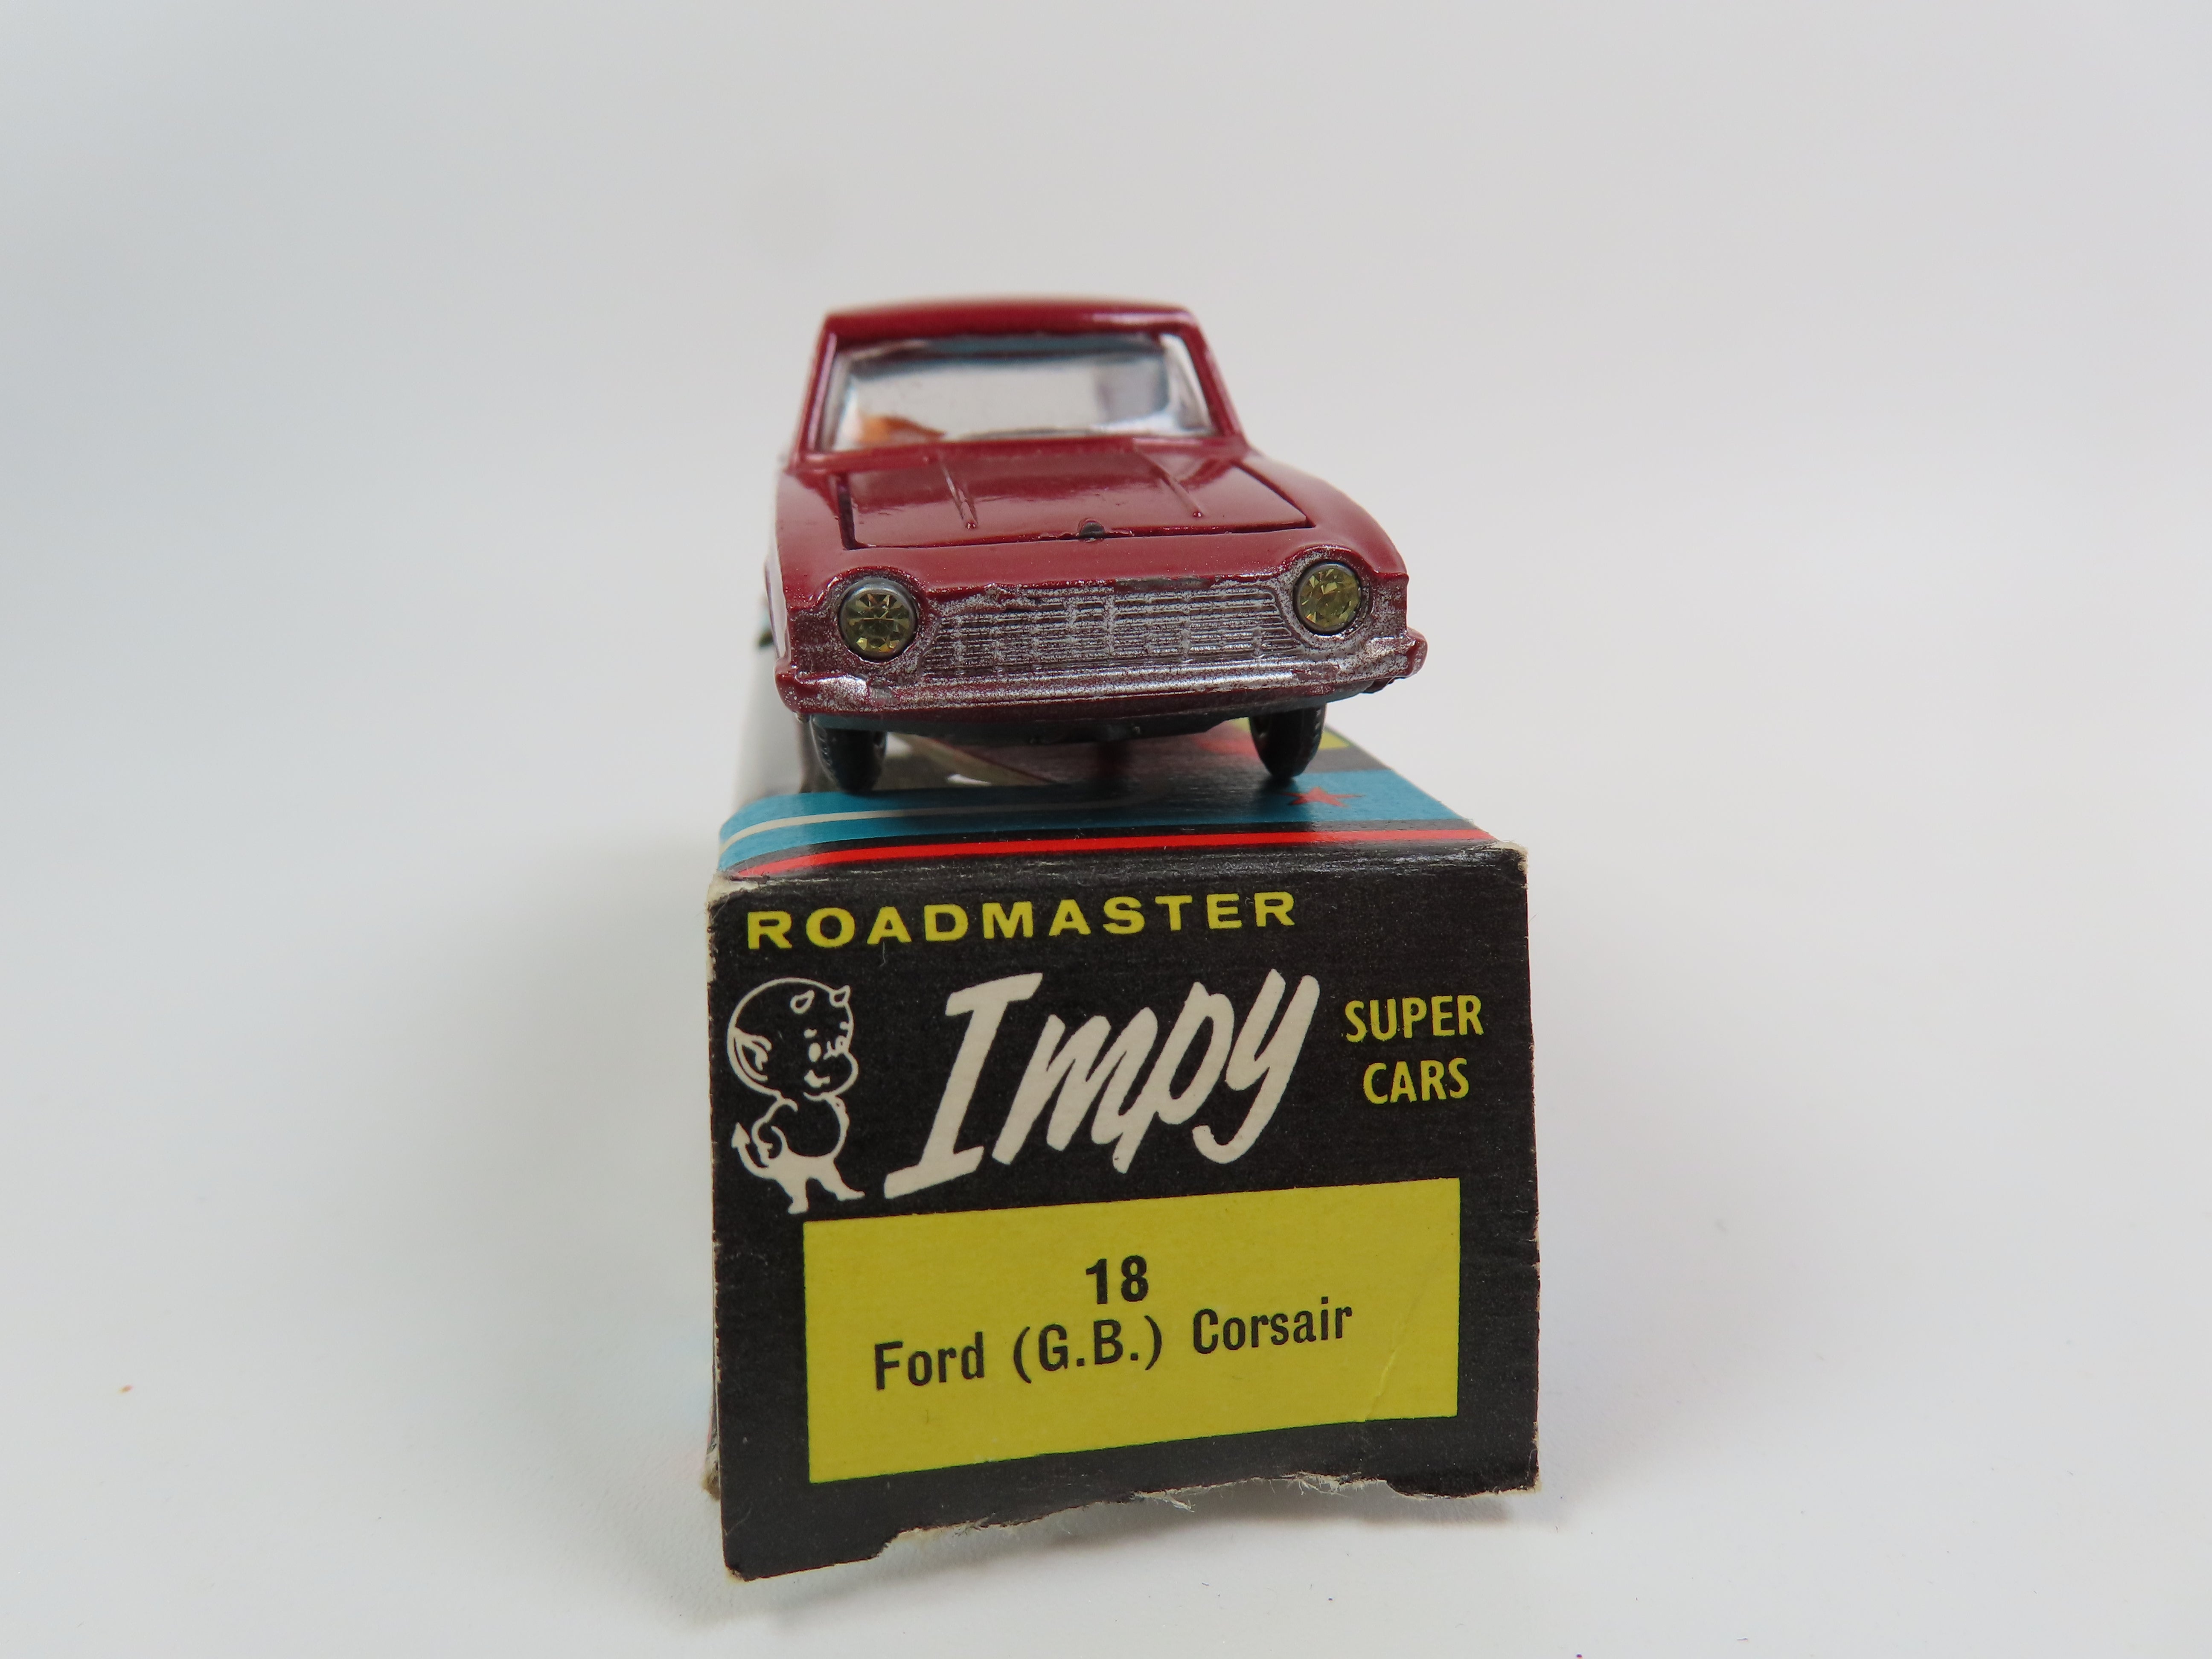 ROADMASTER
Impy
SUPER
CARS
18
Ford (G.B.) Corsair